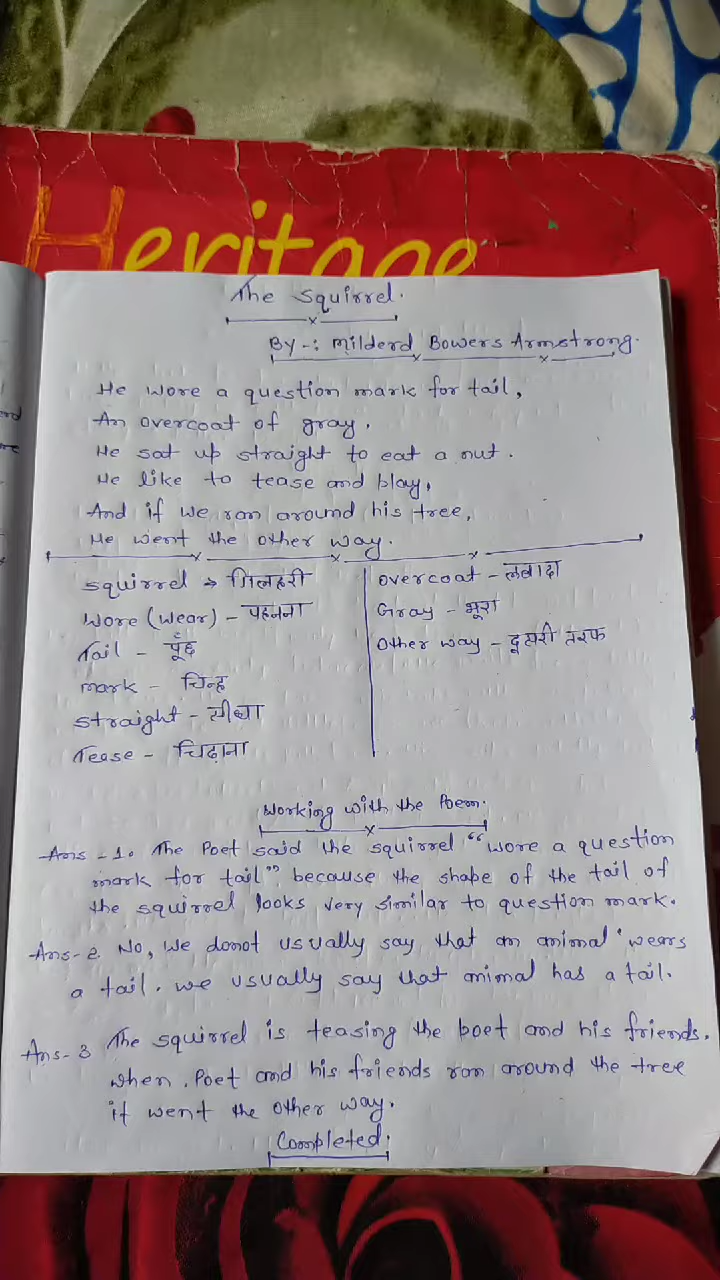 Heritage
The squirrel.
By -: Milderd Bowers Armstrong.
He wore a question mark for tail,
An overcoat of gray.
He sat up straight to eat a nut.
He like to tease and play,
And if we ran around his tree,
He went the other way.
squirrel → गिलहरी
wore (wear) - पहनना
Tail - पूँछ
mark - चिन्ह
straight - सीधा
Tease - चिढ़ाना
overcoat - लबादा
Gray - भूरा
Other way - दूसरी तरफ
Working with the Poem.
Ans - 1. The Poet said the squirrel "wore a question
mark for tail" because the shape of the tail of
the squirrel looks very similar to question mark.
Ans- 2. No, We donot usually say that an animal 'wears
a tail. we usually say that animal has a tail.
Ans- 3 The squirrel is teasing the poet and his friends.
when. Poet and his friends ran around the tree
it went the other way.
Completed.